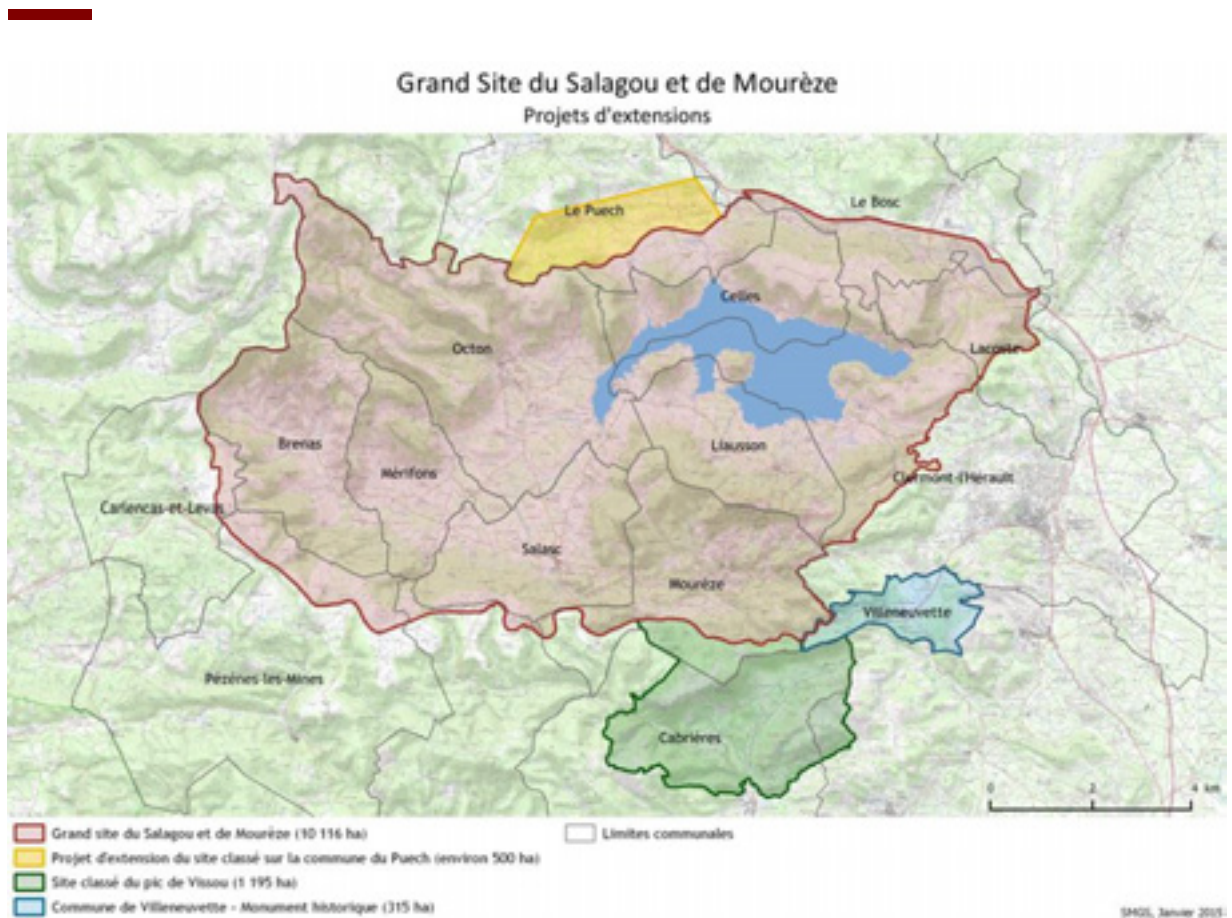 Grand Site du Salagou et de Mourèze
Projets d'extensions
Le Puech
Le Bosc
Celles
Octon
Lacoste
Brenas
Liausson
Mérifons
Clermont-l'Hérault
Carlencas-et-Levas
Salasc
Mourèze
Villeneuvette
Pézènes-les-Mines
Cabrières
0 2 4 km
Grand site du Salagou et de Mourèze (10 116 ha)
Limites communales
Projet d'extension du site classé sur la commune du Puech (environ 500 ha)
Site classé du pic de Vissou (1 195 ha)
Commune de Villeneuvette - Monument historique (315 ha)
SMGS, Janvier 2015